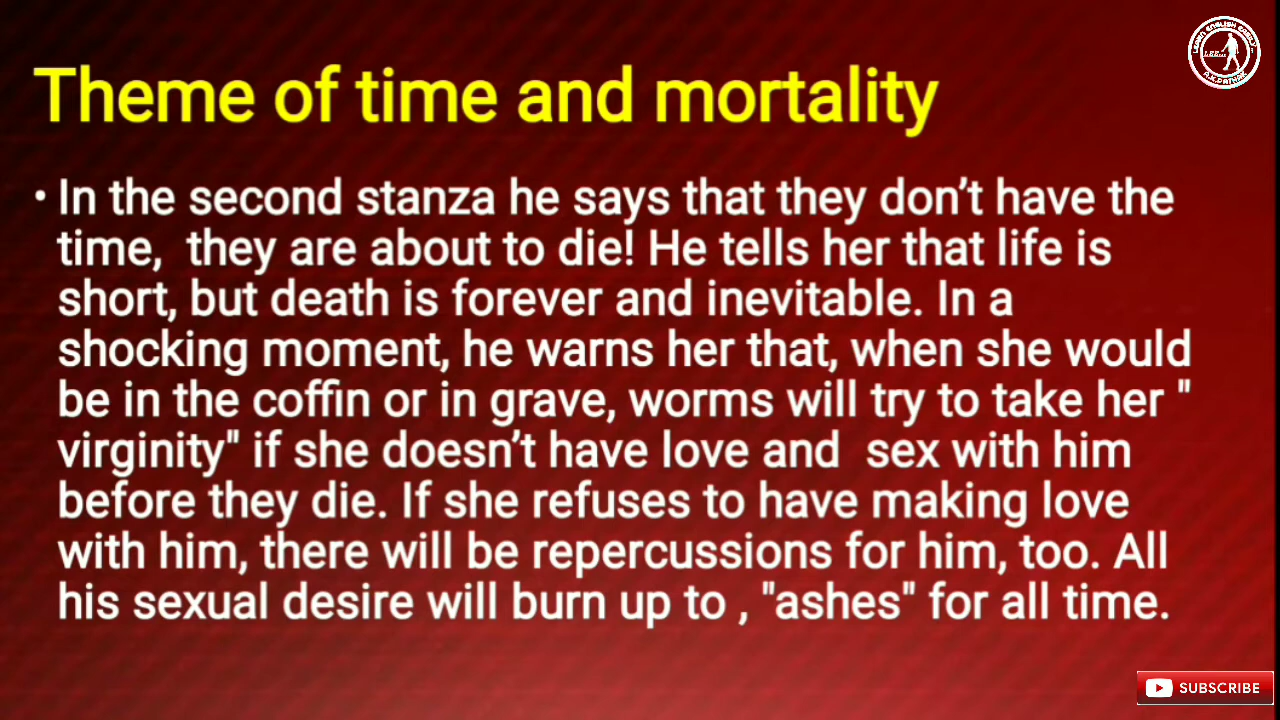 Theme of time and mortality
• In the second stanza he says that they don’t have the
time,  they are about to die! He tells her that life is
short, but death is forever and inevitable. In a
shocking moment, he warns her that, when she would
be in the coffin or in grave, worms will try to take her "
virginity" if she doesn’t have love and  sex with him
before they die. If she refuses to have making love
with him, there will be repercussions for him, too. All
his sexual desire will burn up to , "ashes" for all time.
SUBSCRIBE